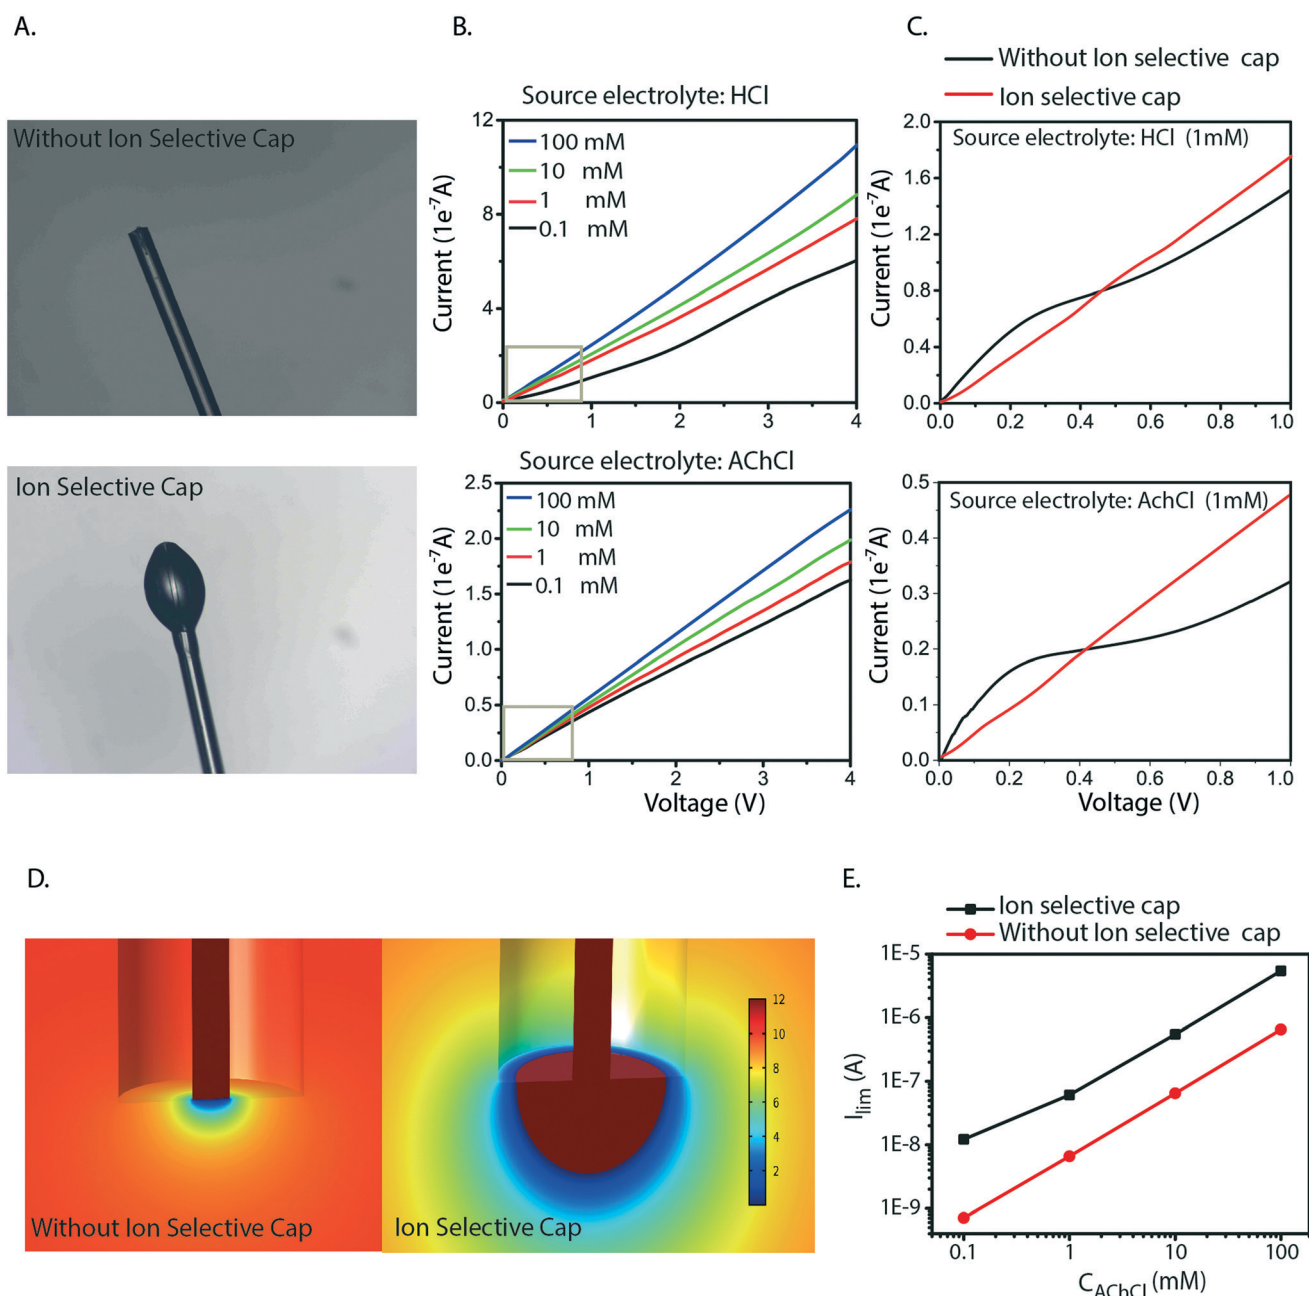 A.
Without Ion Selective Cap
Ion Selective Cap
B.
Source electrolyte: HCl
12
8
4
0
Current (1e⁻⁷A)
100 mM
10 mM
1 mM
0.1 mM
0 1 2 3 4
Source electrolyte: AChCl
2.5
2.0
1.5
1.0
0.5
0.0
Current (1e⁻⁷A)
100 mM
10 mM
1 mM
0.1 mM
0 1 2 3 4
Voltage (V)
C.
Without Ion selective cap
Ion selective cap
Source electrolyte: HCl (1mM)
2.0
1.6
1.2
0.8
0.4
0.0
Current (1e⁻⁷A)
0.0 0.2 0.4 0.6 0.8 1.0
Source electrolyte: AchCl (1mM)
0.5
0.4
0.3
0.2
0.1
0.0
Current (1e⁻⁷A)
0.0 0.2 0.4 0.6 0.8 1.0
Voltage (V)
D.
Without Ion Selective Cap
Ion Selective Cap
12
10
8
6
4
2
E.
Ion selective cap
Without Ion selective cap
1E-5
1E-6
1E-7
1E-8
1E-9
I_lim (A)
0.1 1 10 100
C_AChCl (mM)